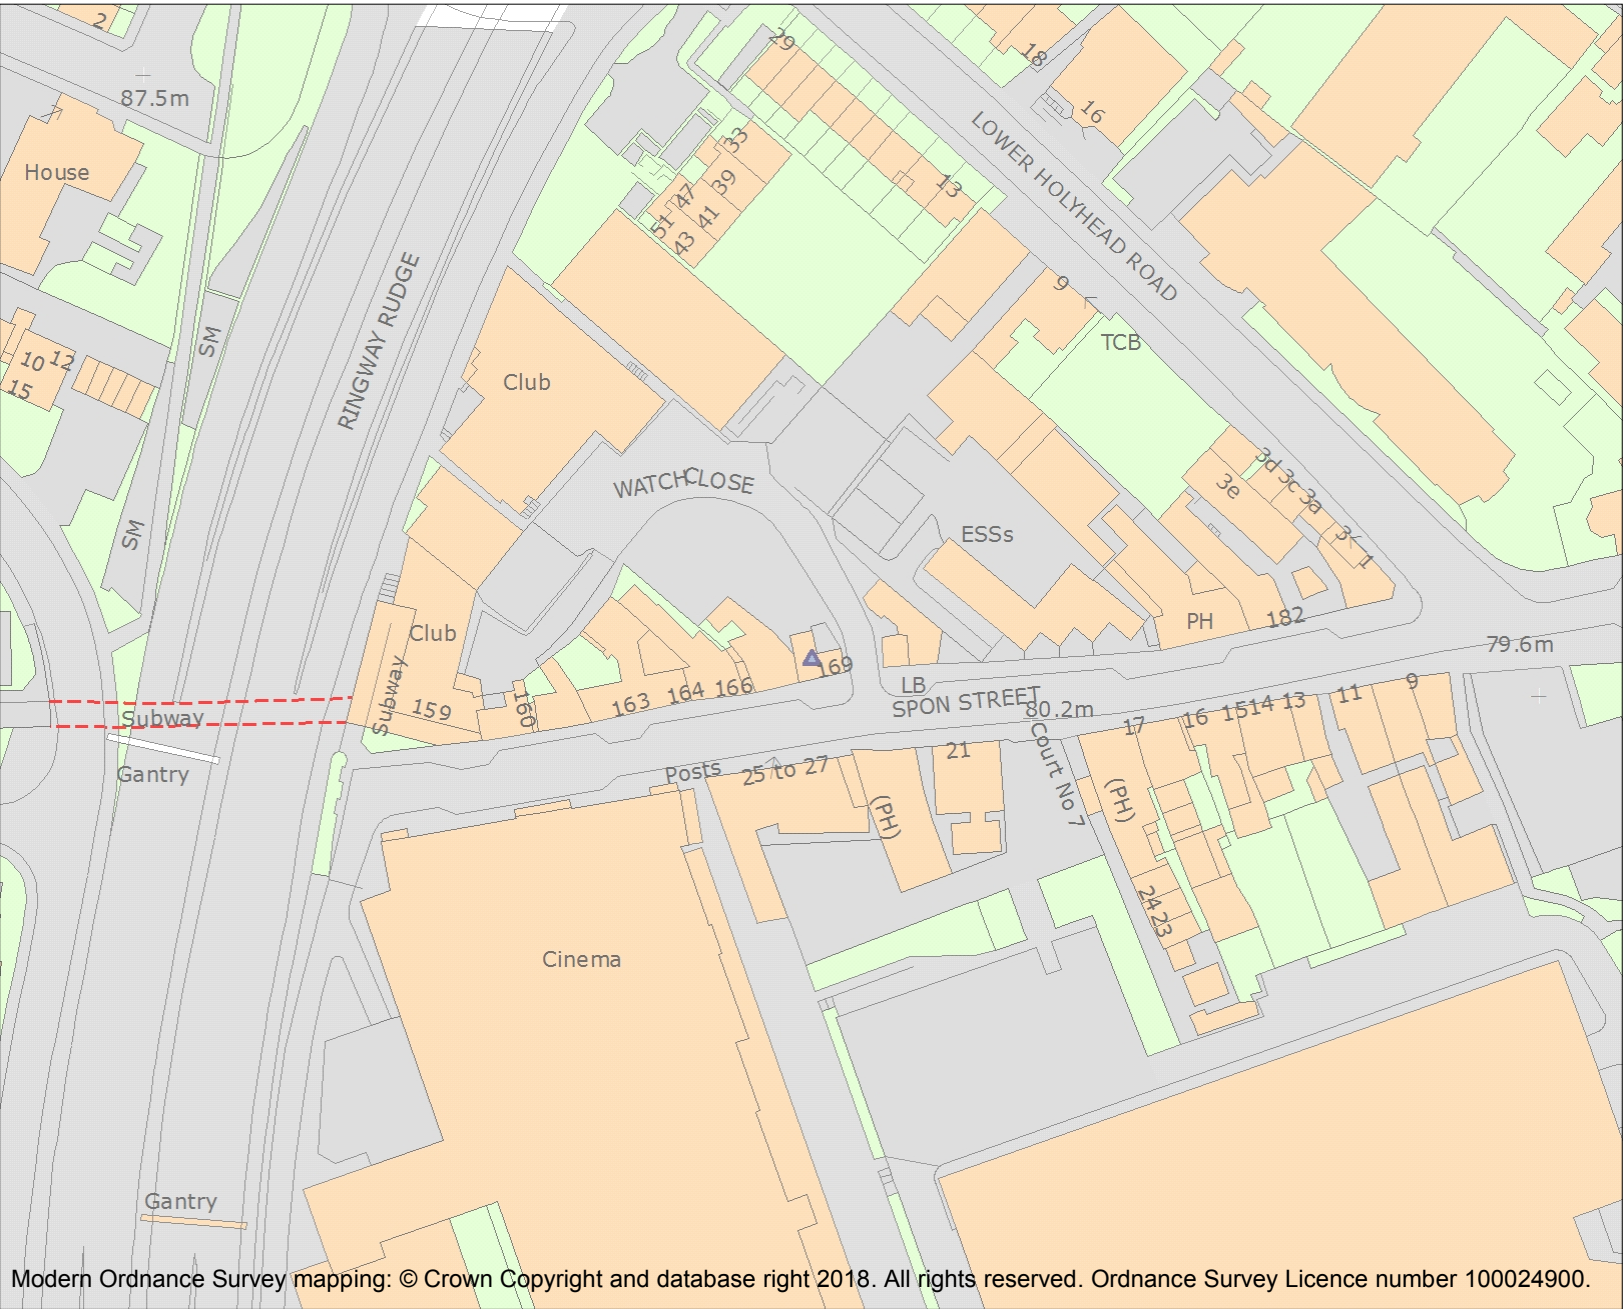 2
29
18
87.5m
16
33
LOWER HOLYHEAD ROAD
House
39
13
47
41
51
43
RINGWAY RUDGE
9
SM
TCB
10
12
15
Club
WATCH CLOSE
3d
3c
3a
3e
SM
ESSs
3
1
Club
PH
182
79.6m
169
LB
SPON STREET
80.2m
Subway
163
164
166
160
159
Subway
Gantry
Posts
25 to 27
21
Court No 7
17
16
15
14
13
11
9
(PH)
(PH)
24
23
Cinema
Gantry
Modern Ordnance Survey mapping: © Crown Copyright and database right 2018. All rights reserved. Ordnance Survey Licence number 100024900.